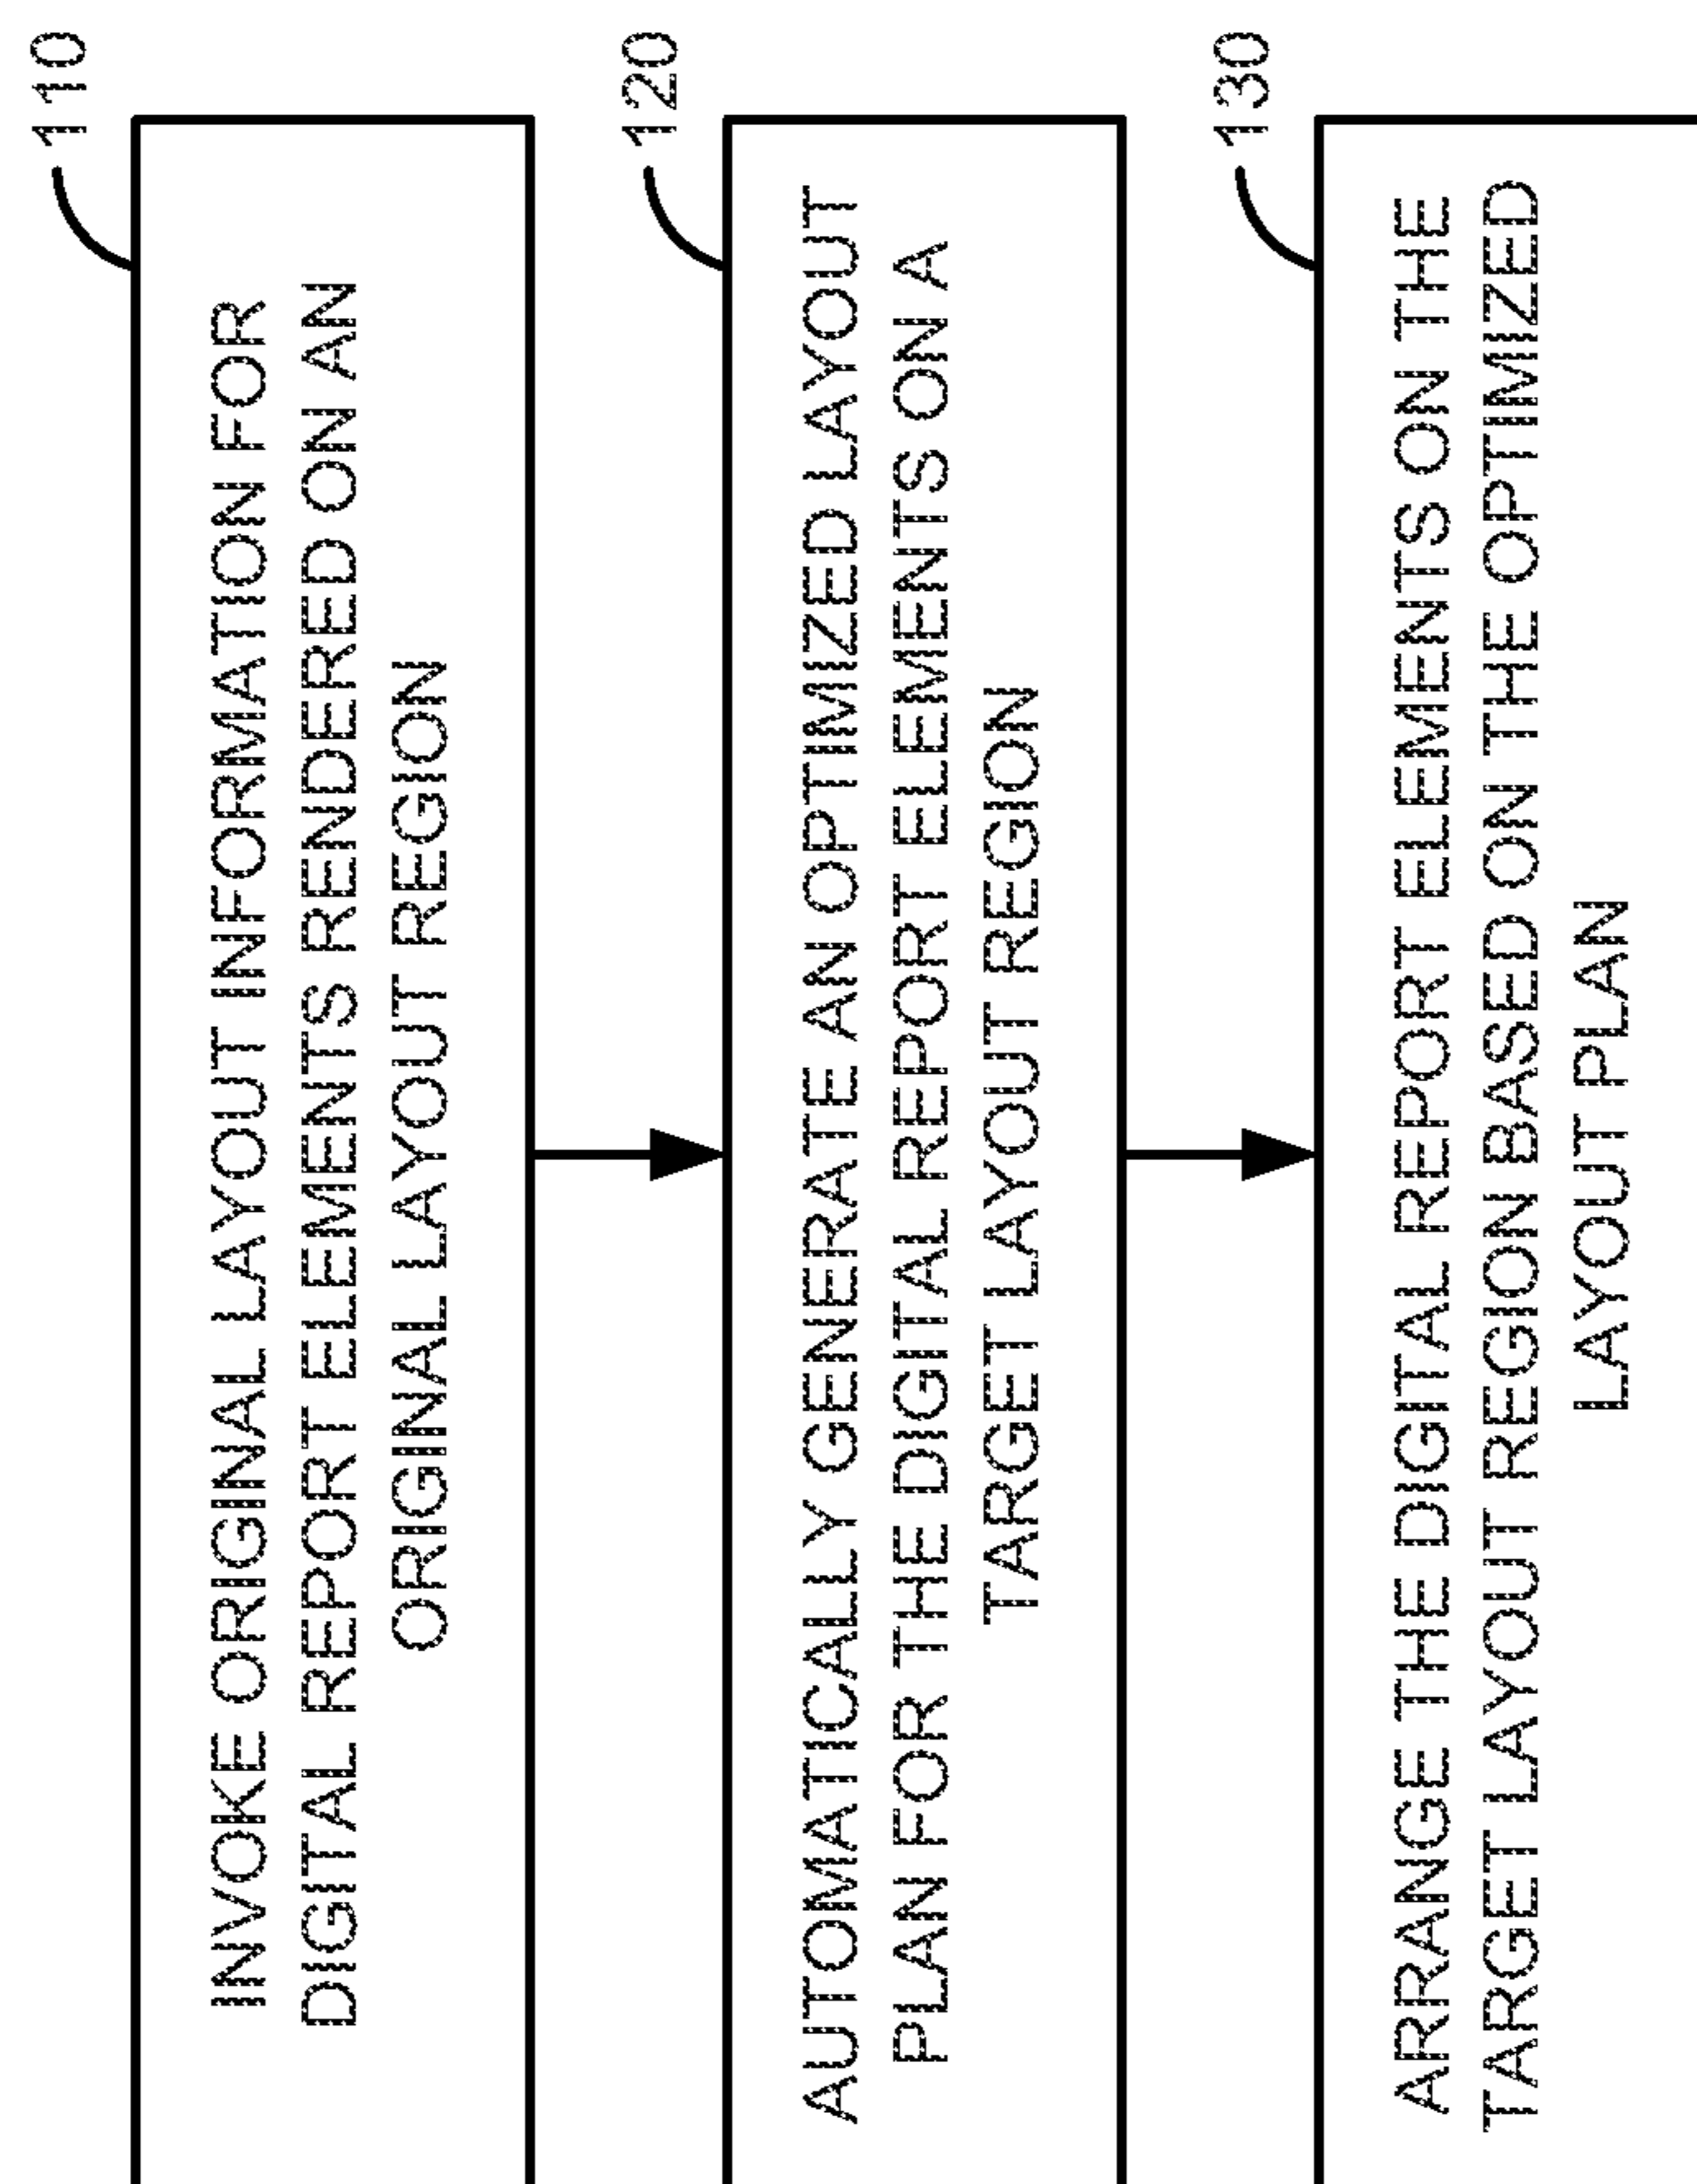 110
INVOKE ORIGINAL LAYOUT INFORMATION FOR
DIGITAL REPORT ELEMENTS RENDERED ON AN
ORIGINAL LAYOUT REGION
120
AUTOMATICALLY GENERATE AN OPTIMIZED LAYOUT
PLAN FOR THE DIGITAL REPORT ELEMENTS ON A
TARGET LAYOUT REGION
130
ARRANGE THE DIGITAL REPORT ELEMENTS ON THE
TARGET LAYOUT REGION BASED ON THE OPTIMIZED
LAYOUT PLAN